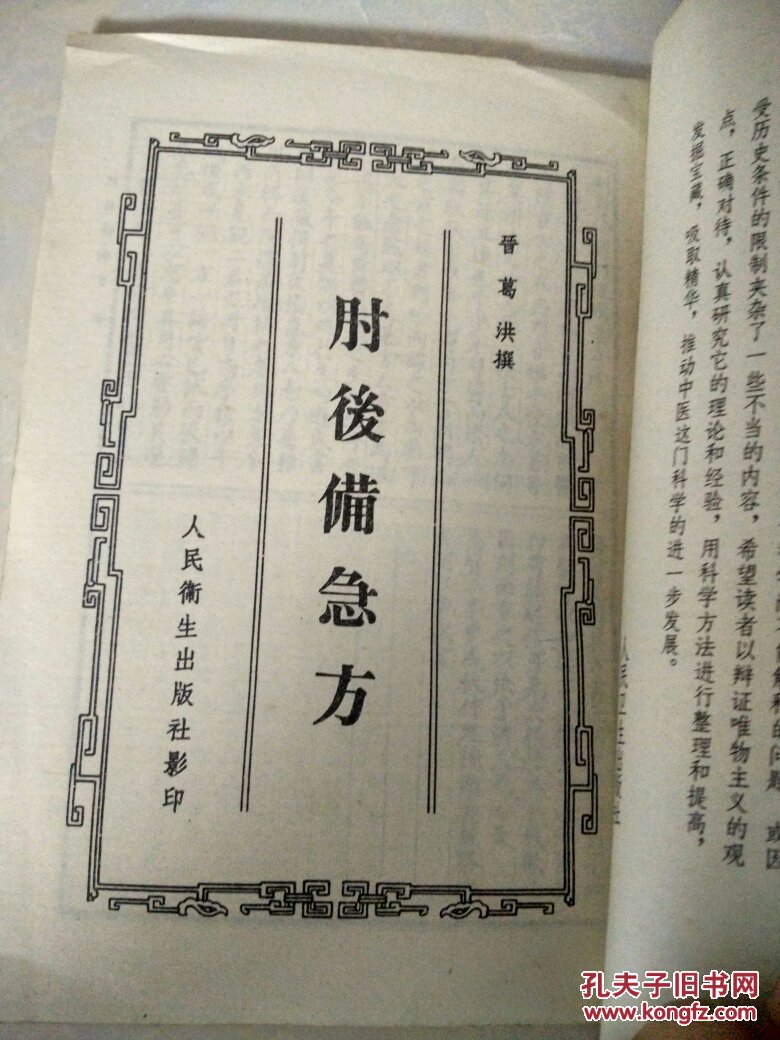 受历史条件的限制夹杂了一些不当的内容，希望读者以辩证唯物主义的观
点，正确对待，认真研究它的理论和经验，用科学方法进行整理和提高，
发掘宝藏，吸取精华，推动中医这门科学的进一步发展。
晉葛洪撰
肘後備急方
人民衛生出版社影印
孔夫子旧书网
www.kongfz.com